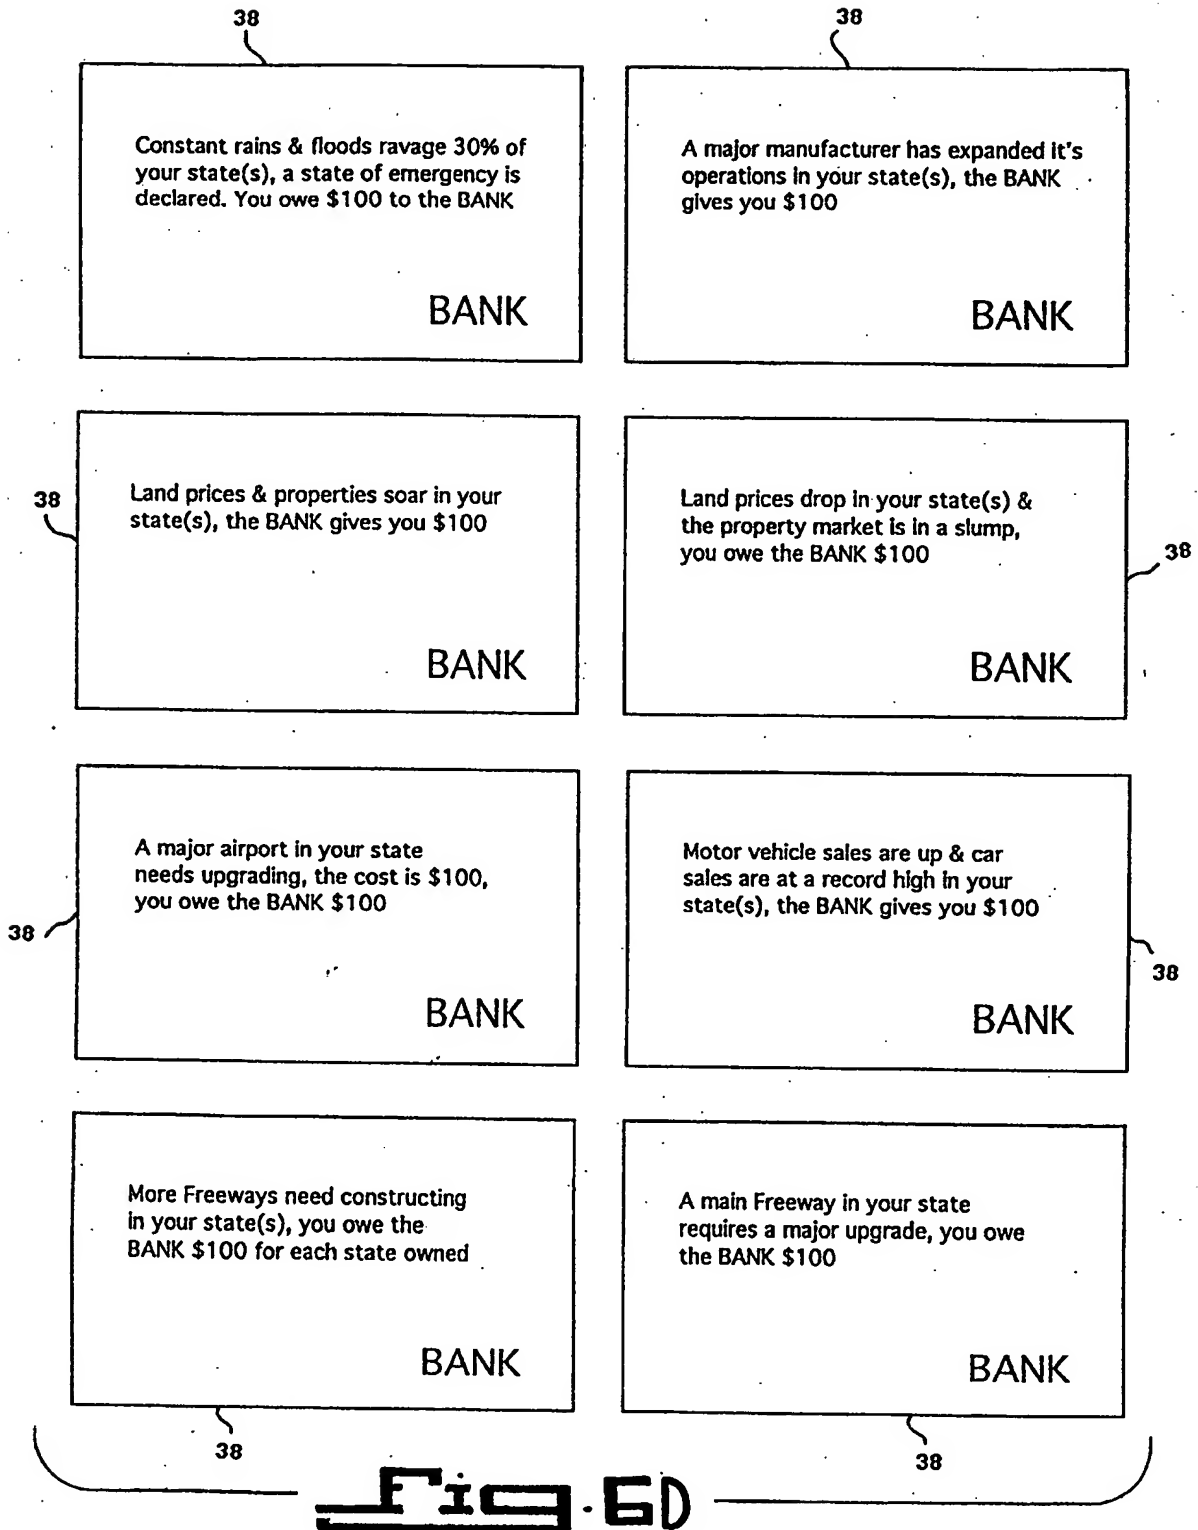 38
38
Constant rains & floods ravage 30% of
your state(s), a state of emergency is
declared. You owe $100 to the BANK
BANK
A major manufacturer has expanded it's
operations in your state(s), the BANK
gives you $100
BANK
38
Land prices & properties soar in your
state(s), the BANK gives you $100
BANK
Land prices drop in your state(s) &
the property market is in a slump,
you owe the BANK $100
BANK
38
38
A major airport in your state
needs upgrading, the cost is $100,
you owe the BANK $100
BANK
Motor vehicle sales are up & car
sales are at a record high in your
state(s), the BANK gives you $100
BANK
38
More Freeways need constructing
in your state(s), you owe the
BANK $100 for each state owned
BANK
A main Freeway in your state
requires a major upgrade, you owe
the BANK $100
BANK
38
38
Fig. 6D